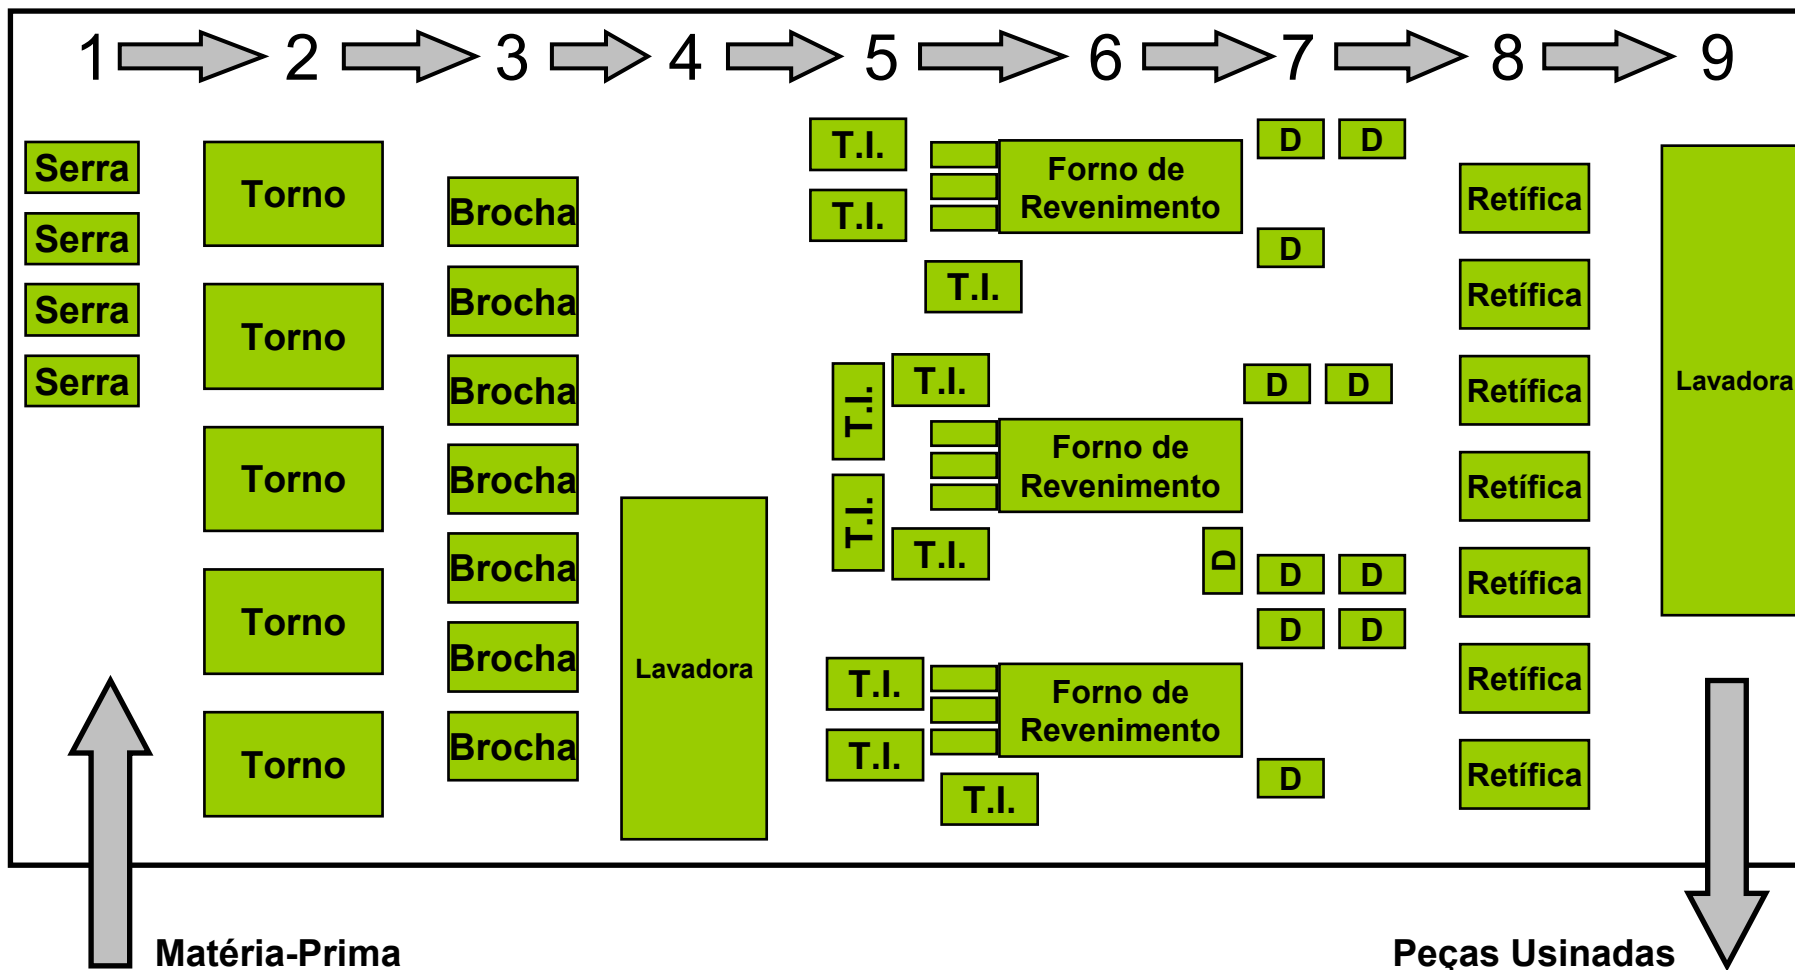 1 2 3 4 5 6 7 8 9
Serra
Serra
Serra
Serra
Torno
Torno
Torno
Torno
Torno
Brocha
Brocha
Brocha
Brocha
Brocha
Brocha
Brocha
Lavadora
T.I.
T.I.
T.I.
T.I.
T.I.
T.I.
T.I.
T.I.
T.I.
T.I.
Forno de
Revenimento
Forno de
Revenimento
Forno de
Revenimento
D D
D
D D
D
D D
D D
D
Retífica
Retífica
Retífica
Retífica
Retífica
Retífica
Retífica
Lavadora
Matéria-Prima
Peças Usinadas